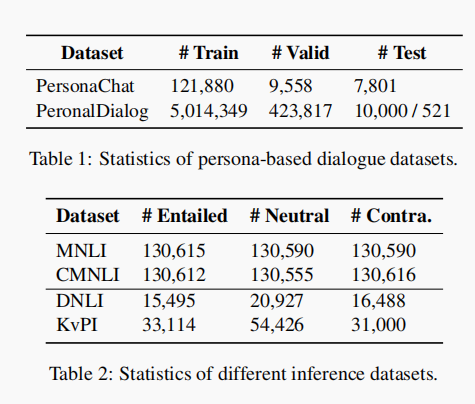 Dataset # Train # Valid # Test
PersonaChat 121,880 9,558 7,801
PeronalDialog 5,014,349 423,817 10,000 / 521
Table 1: Statistics of persona-based dialogue datasets.
Dataset # Entailed # Neutral # Contra.
MNLI 130,615 130,590 130,590
CMNLI 130,612 130,555 130,616
DNLI 15,495 20,927 16,488
KvPI 33,114 54,426 31,000
Table 2: Statistics of different inference datasets.